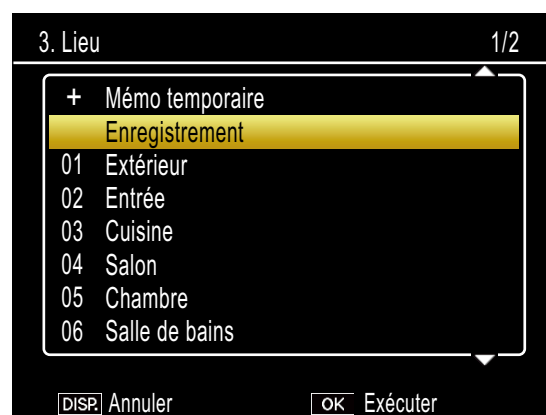 3. Lieu 1/2
+ Mémo temporaire
Enregistrement
01 Extérieur
02 Entrée
03 Cuisine
04 Salon
05 Chambre
06 Salle de bains
DISP. Annuler OK Exécuter